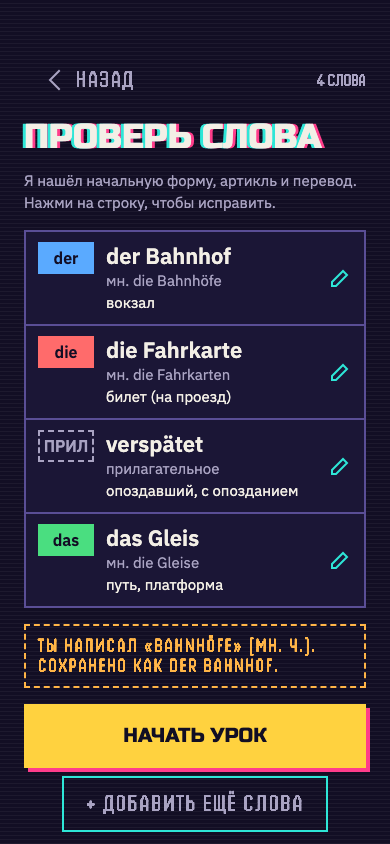 НАЗАД
4 СЛОВА
ПРОВЕРЬ СЛОВА
Я нашёл начальную форму, артикль и перевод.
Нажми на строку, чтобы исправить.
der
der Bahnhof
мн. die Bahnhöfe
вокзал
die
die Fahrkarte
мн. die Fahrkarten
билет (на проезд)
ПРИЛ
verspätet
прилагательное
опоздавший, с опозданием
das
das Gleis
мн. die Gleise
путь, платформа
ТЫ НАПИСАЛ «BAHNHÖFE» (МН. Ч.).
СОХРАНЕНО КАК DER BAHNHOF.
НАЧАТЬ УРОК
+ ДОБАВИТЬ ЕЩЁ СЛОВА